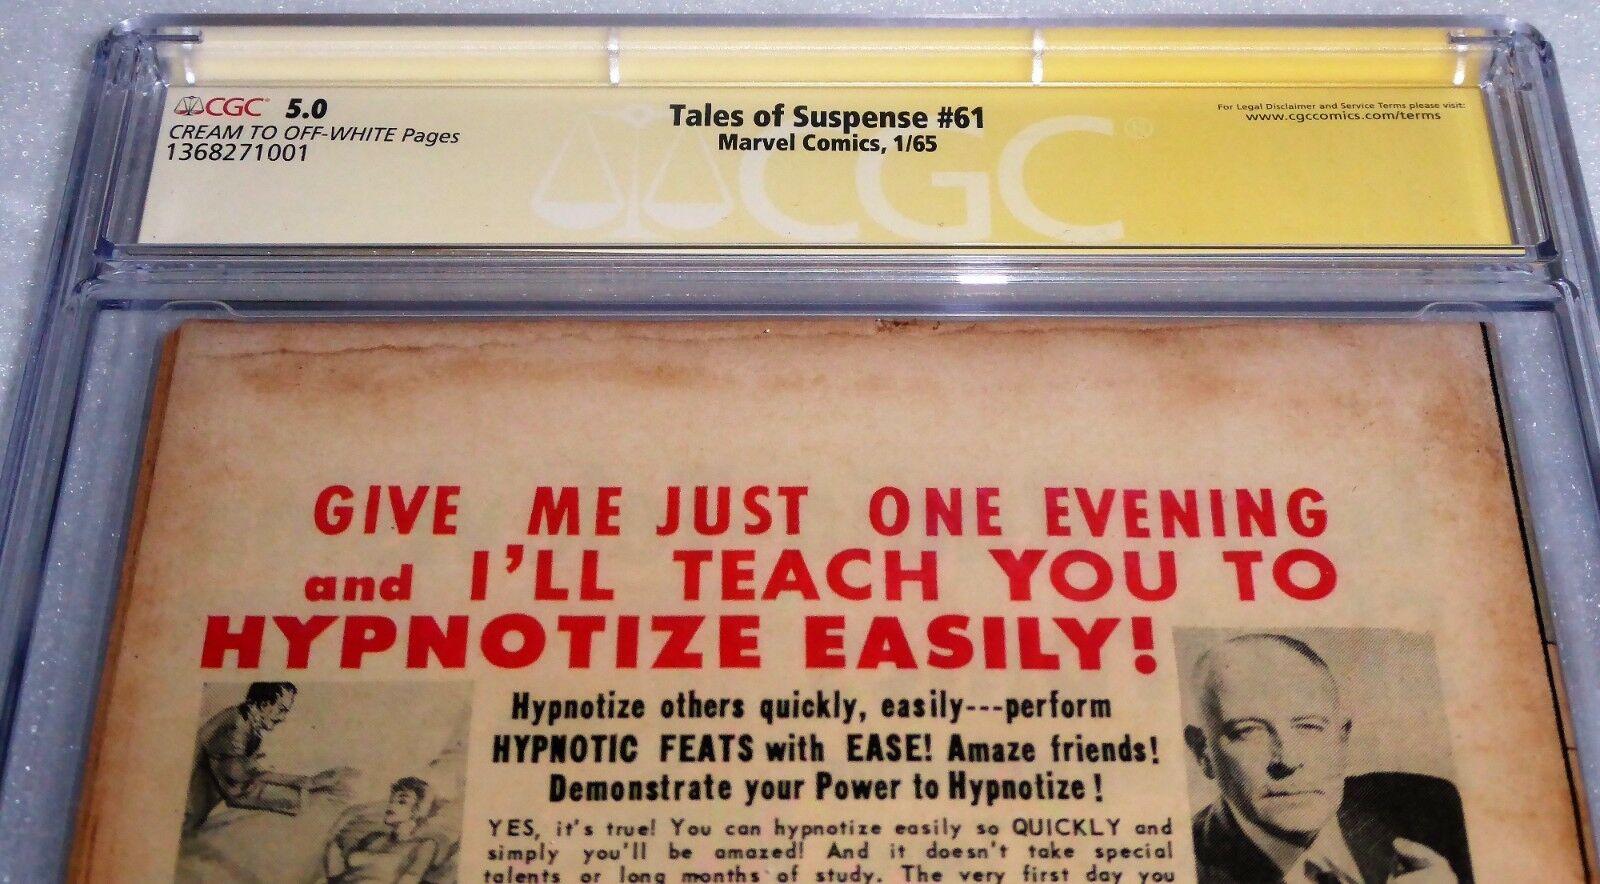 CGC 5.0
CREAM TO OFF-WHITE Pages
1368271001
Tales of Suspense #61
Marvel Comics, 1/65
For Legal Disclaimer and Service Terms please visit:
www.cgccomics.com/terms
CGC®
GIVE ME JUST ONE EVENING
and I'LL TEACH YOU TO
HYPNOTIZE EASILY!
Hypnotize others quickly, easily---perform
HYPNOTIC FEATS with EASE! Amaze friends!
Demonstrate your Power to Hypnotize!
YES, it's true! You can hypnotize easily so QUICKLY and
simply you'll be amazed! And it doesn't take special
talents or long months of study. The very first day you